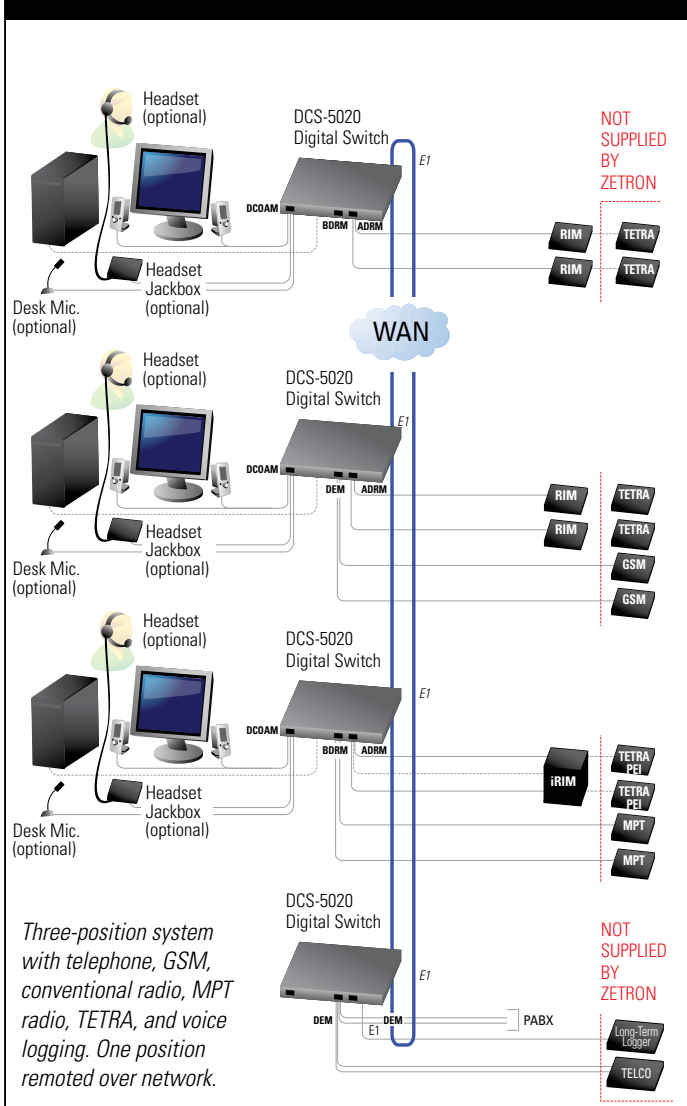 Headset
(optional)
DCS-5020
Digital Switch
E1
NOT
SUPPLIED
BY
ZETRON
DCOAM
BDRM
ADRM
RIM
TETRA
RIM
TETRA
Headset
Jackbox
(optional)
Desk Mic.
(optional)
WAN
Headset
(optional)
DCS-5020
Digital Switch
E1
DCOAM
DEM
ADRM
RIM
TETRA
RIM
TETRA
GSM
GSM
Headset
Jackbox
(optional)
Desk Mic.
(optional)
Headset
(optional)
DCS-5020
Digital Switch
E1
DCOAM
BDRM
ADRM
iRIM
TETRA
PEI
TETRA
PEI
MPT
MPT
Headset
Jackbox
(optional)
Desk Mic.
(optional)
DCS-5020
Digital Switch
E1
NOT
SUPPLIED
BY
ZETRON
DEM
DEM
E1
PABX
Long-Term
Logger
TELCO
Three-position system
with telephone, GSM,
conventional radio, MPT
radio, TETRA, and voice
logging. One position
remoted over network.